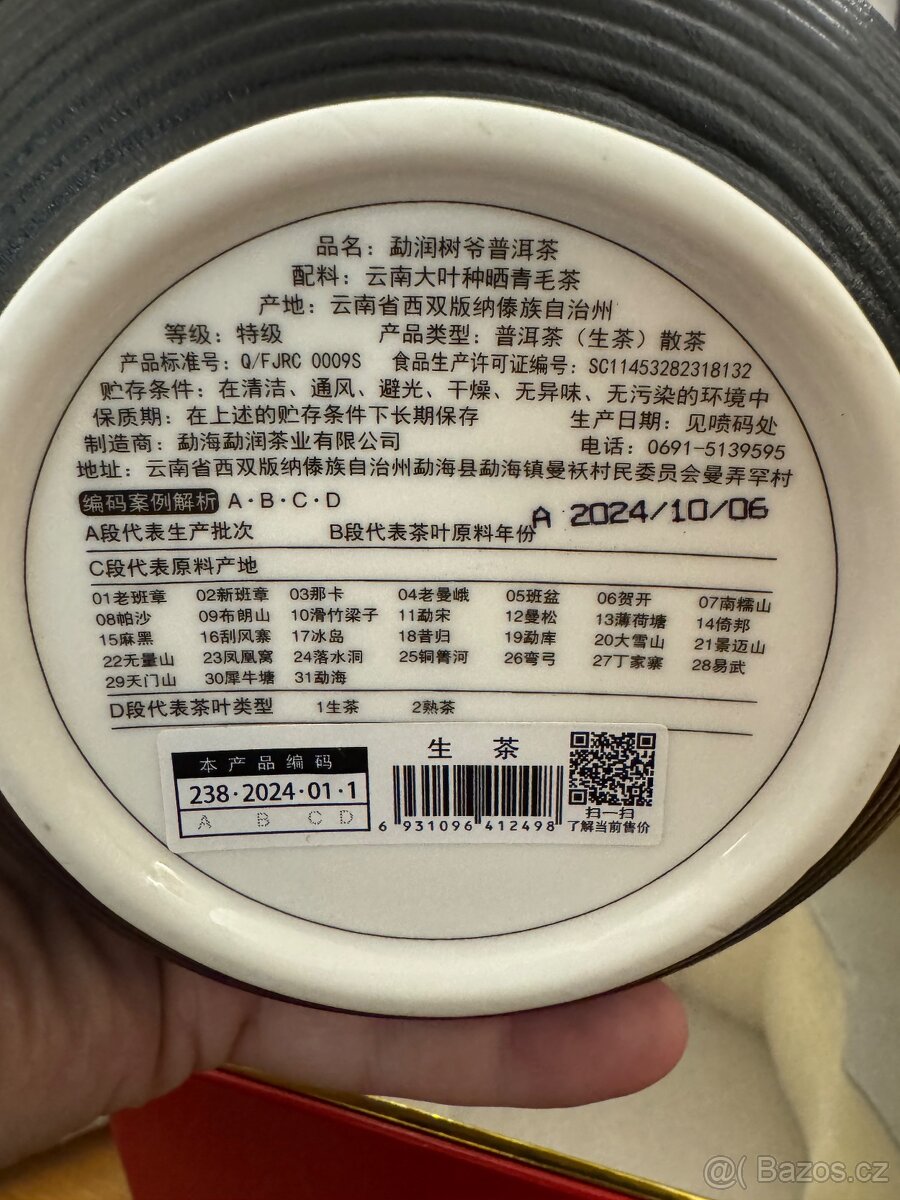 品名：勐润树爷普洱茶
配料：云南大叶种晒青毛茶
产地：云南省西双版纳傣族自治州
等级：特级 产品类型：普洱茶（生茶）散茶
产品标准号：Q/FJRC 0009S 食品生产许可证编号：SC11453282318132
贮存条件：在清洁、通风、避光、干燥、无异味、无污染的环境中
保质期：在上述的贮存条件下长期保存 生产日期：见喷码处
制造商：勐海勐润茶业有限公司 电话：0691-5139595
地址：云南省西双版纳傣族自治州勐海县勐海镇曼袄村民委员会曼弄罕村
编码案例解析 A·B·C·D
A 2024/10/06
A段代表生产批次 B段代表茶叶原料年份
C段代表原料产地
01老班章 02新班章 03那卡 04老曼峨 05班盆 06贺开 07南糯山
08帕沙 09布朗山 10滑竹梁子 11勐宋 12曼松 13薄荷塘 14倚邦
15麻黑 16刮风寨 17冰岛 18昔归 19勐库 20大雪山 21景迈山
22无量山 23凤凰窝 24落水洞 25铜箐河 26弯弓 27丁家寨 28易武
29天门山 30犀牛塘 31勐海
D段代表茶叶类型 1生茶 2熟茶
本产品编码
238·2024·01·1
A B C D
生 茶
6 931096 412498
扫一扫
了解当前售价
@( Bazos.cz